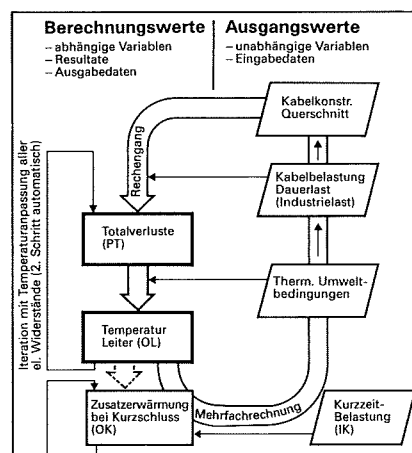 Berechnungswerte
– abhängige Variablen
– Resultate
– Ausgabedaten
Ausgangswerte
– unabhängige Variablen
– Eingabedaten
Kabelkonstr.
Querschnitt
Rechengang
Kabelbelastung
Dauerlast
(Industrielast)
Totalverluste
(PT)
Therm. Umwelt-
bedingungen
Temperatur
Leiter (OL)
Iteration mit Temperaturanpassung aller
el. Widerstände (2. Schritt automatisch)
Mehrfachrechnung
Zusatzerwärmung
bei Kurzschluss
(OK)
Kurzzeit-
Belastung
(IK)